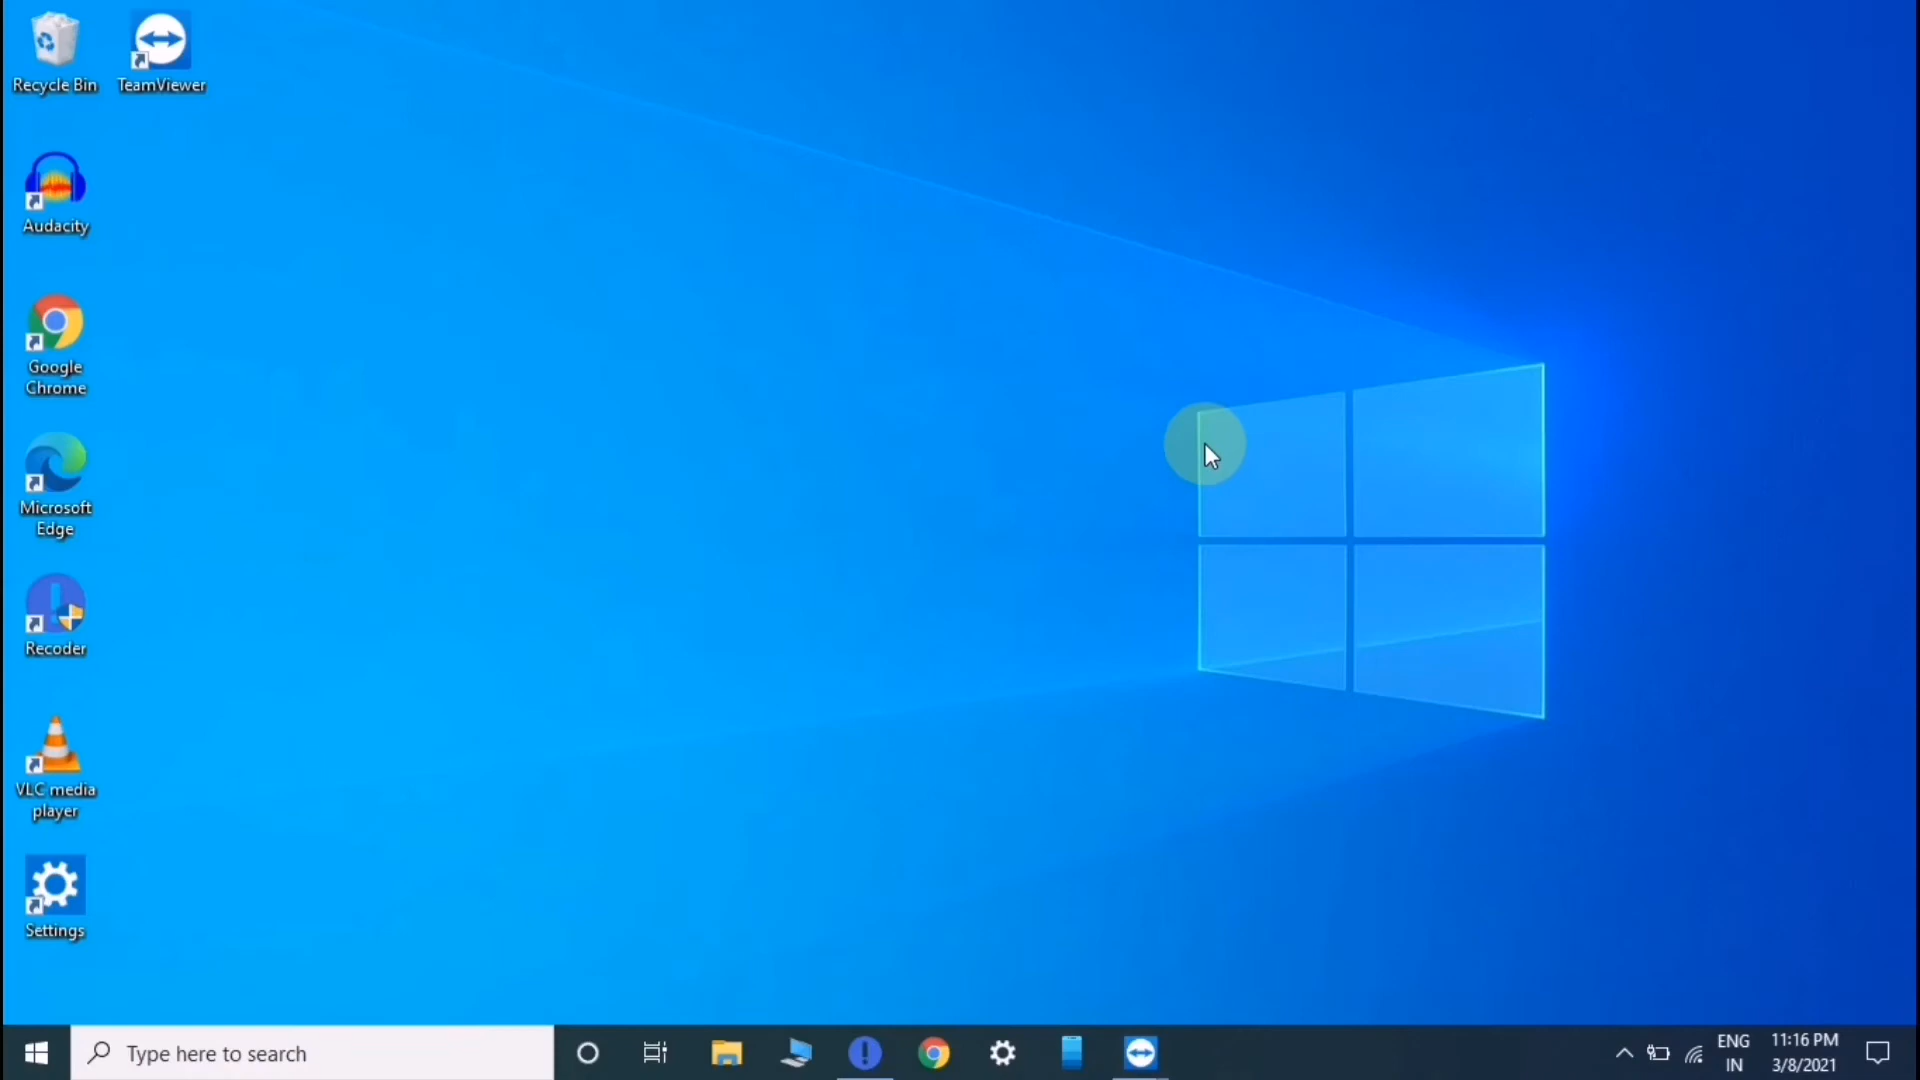 Recycle Bin
TeamViewer
Audacity
Google
Chrome
Microsoft
Edge
Recoder
VLC media
player
Settings
Type here to search
ENG
IN
11:16 PM
3/8/2021